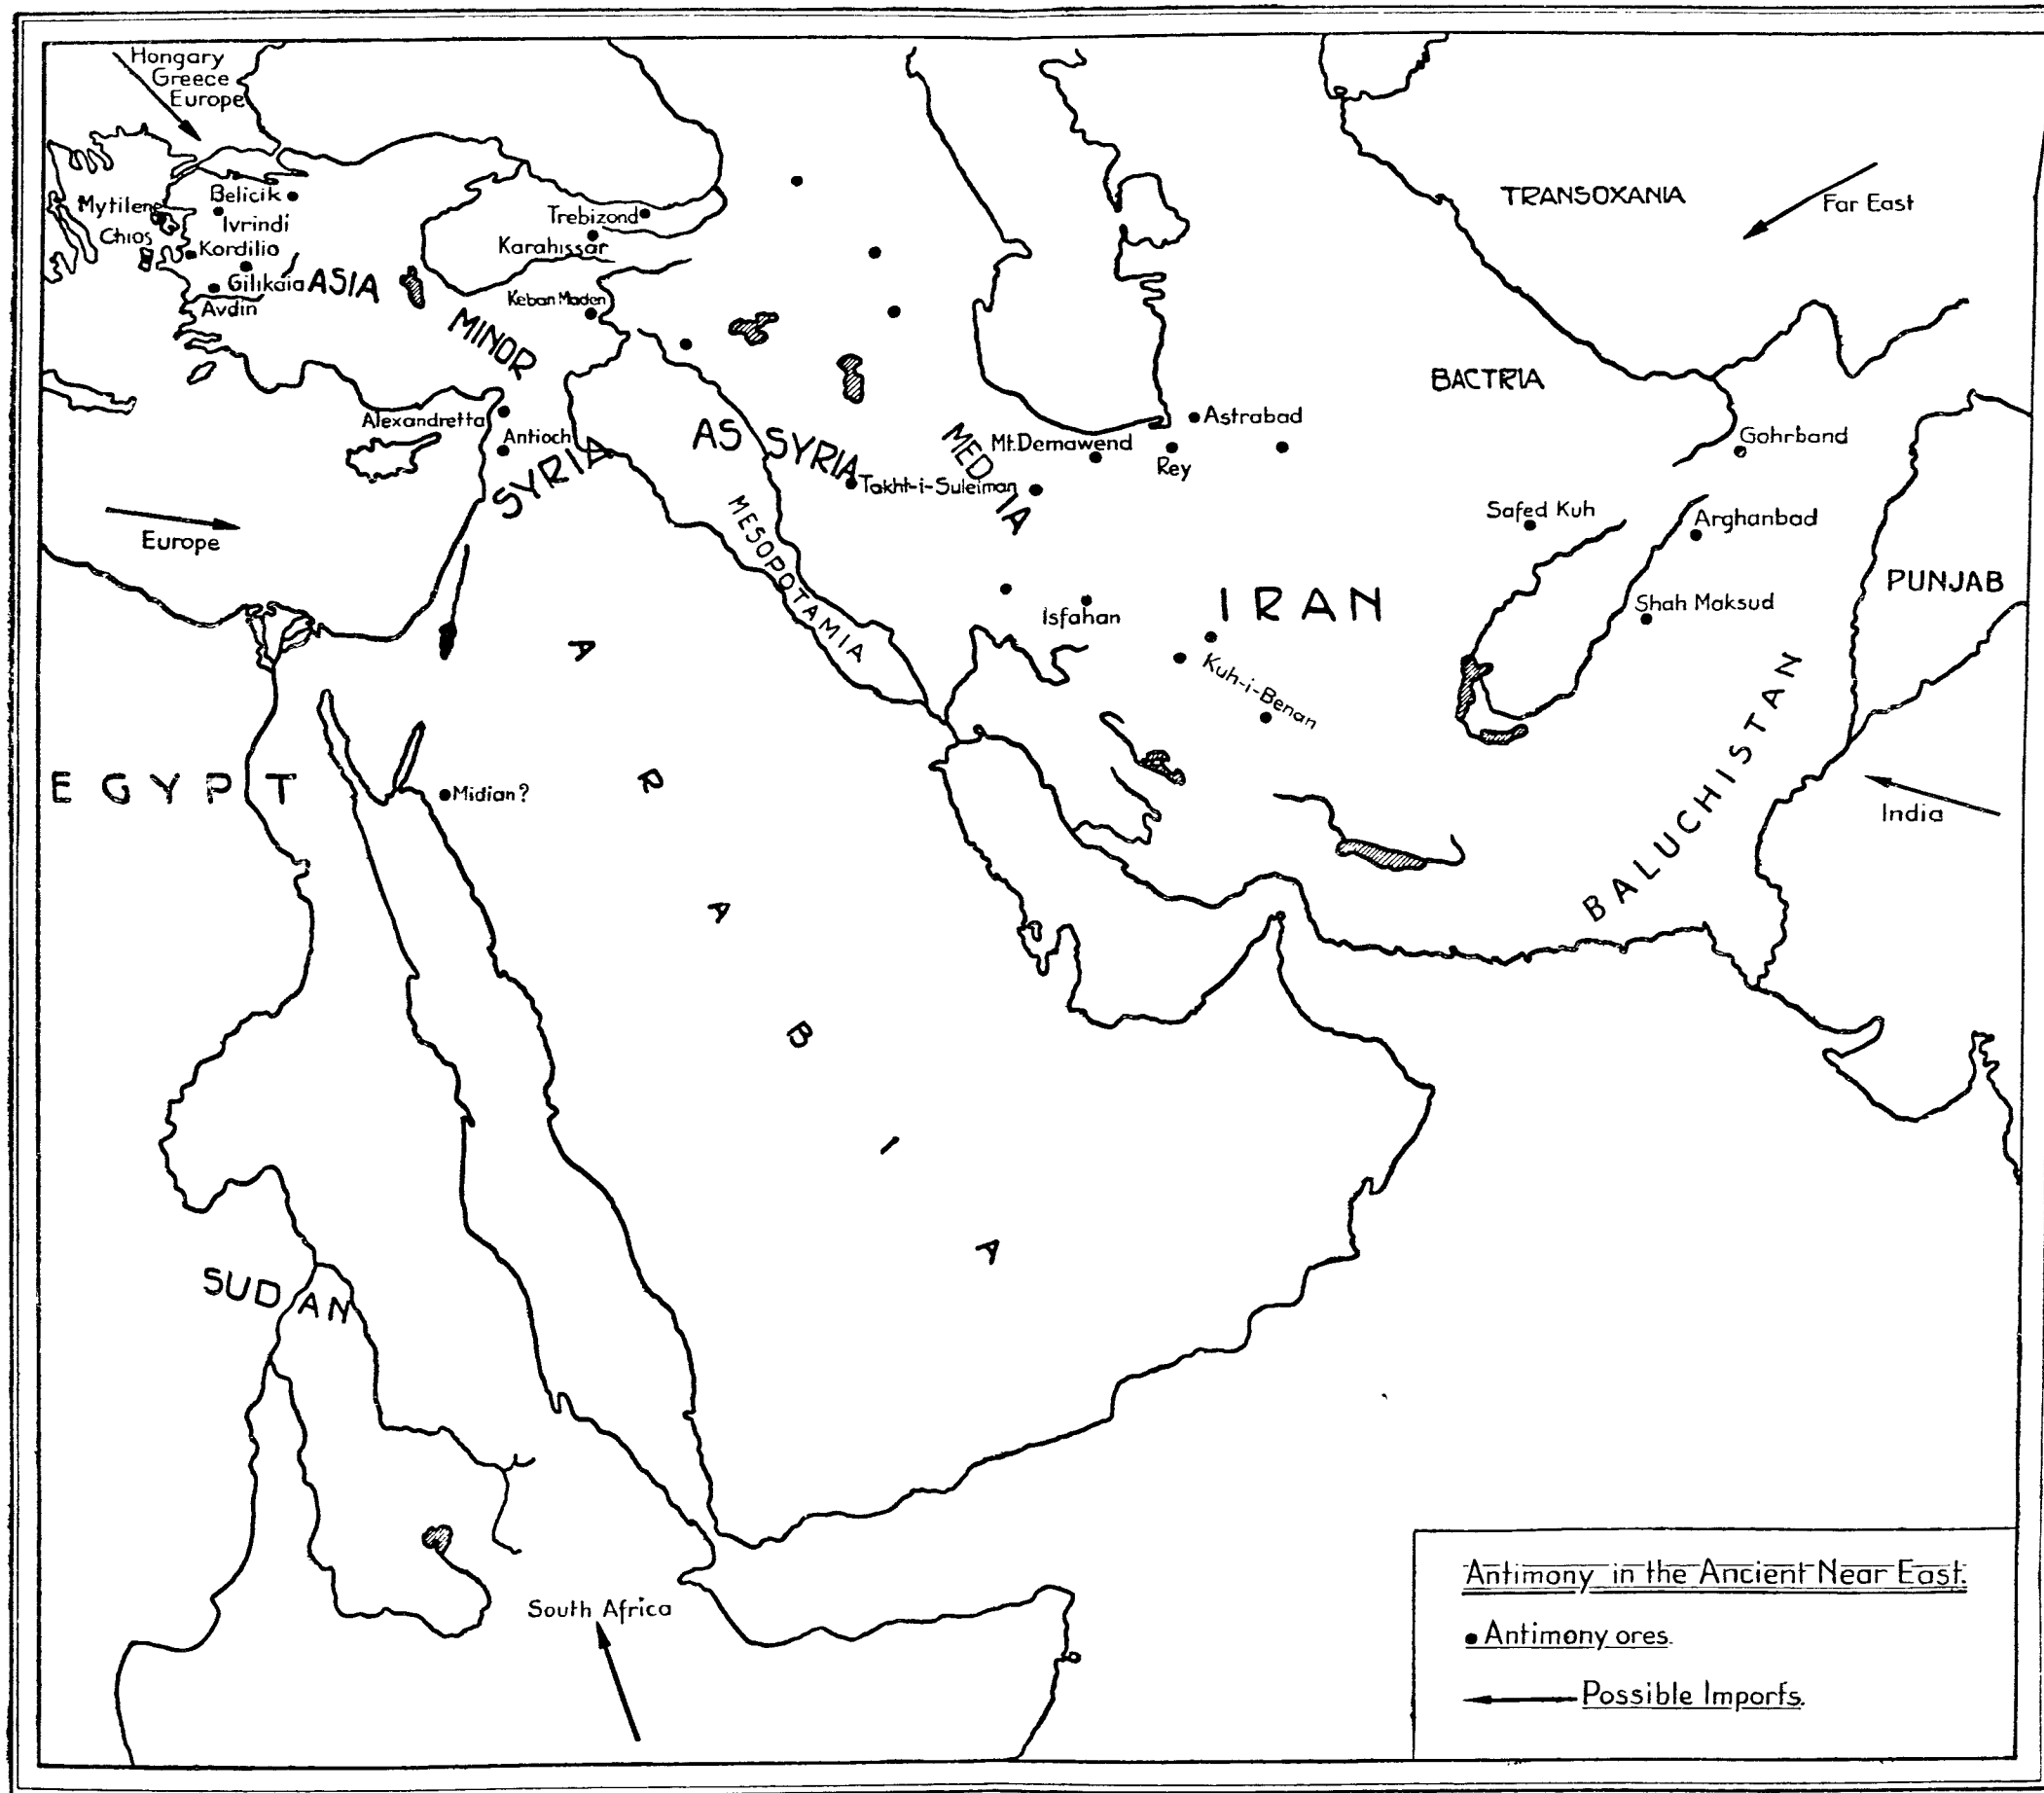 Hongary
Greece
Europe
TRANSOXANIA
Far East
Mytilene
Belicik
Ivrindi
Chios
Kordilio
Gilikaia
Avdin
ASIA
MINOR
Trebizond
Karahissar
Keban Maden
BACTRIA
Alexandretta
Antioch
SYRIA
ASSYRIA
MEDIA
Mt. Demawend
Astrabad
Rey
Gohrband
Takht-i-Suleiman
MESOPOTAMIA
Safed Kuh
Arghanbad
Europe
IRAN
PUNJAB
Isfahan
Shah Maksud
Kuh-i-Benan
EGYPT
Midian?
ARABIA
BALUCHISTAN
India
SUDAN
South Africa
Antimony in the Ancient Near East.
Antimony ores.
Possible Imports.